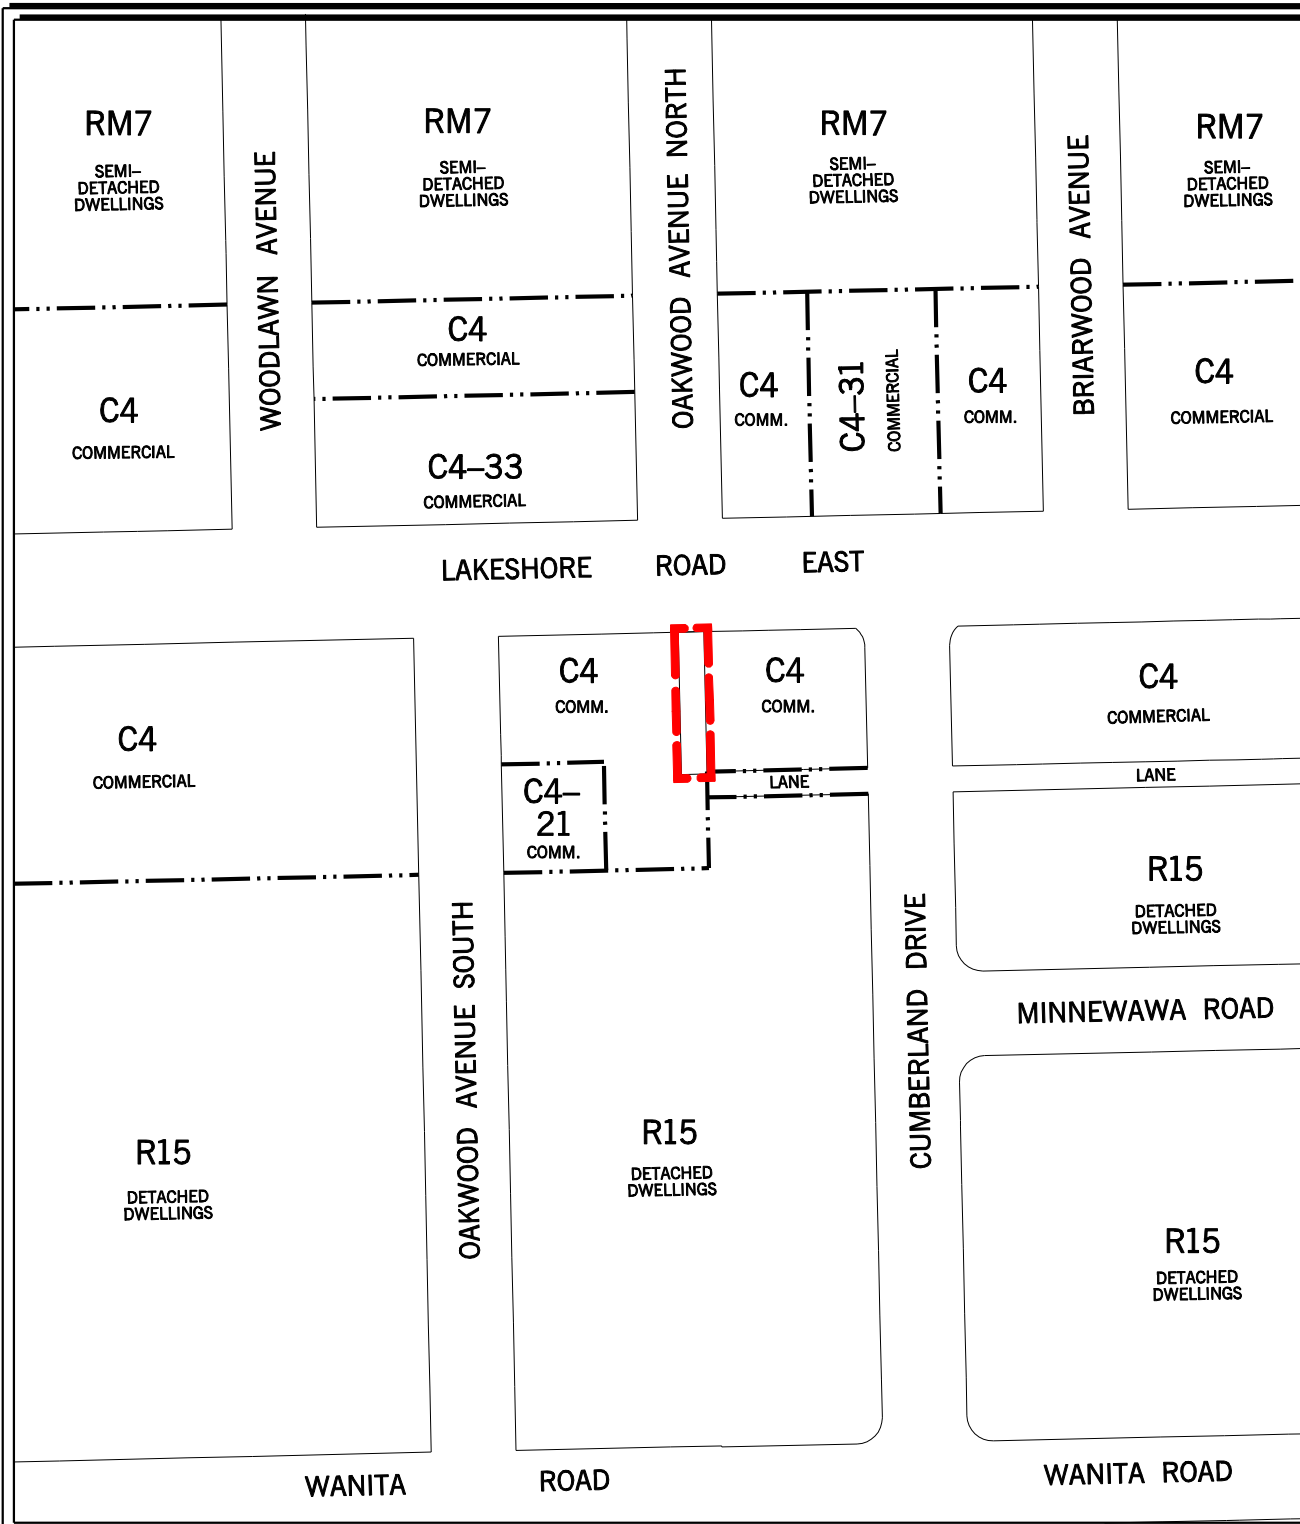 RM7
SEMI–
DETACHED
DWELLINGS
WOODLAWN AVENUE
RM7
SEMI–
DETACHED
DWELLINGS
OAKWOOD AVENUE NORTH
RM7
SEMI–
DETACHED
DWELLINGS
BRIARWOOD AVENUE
RM7
SEMI–
DETACHED
DWELLINGS
C4
COMMERCIAL
C4
COMMERCIAL
C4–33
COMMERCIAL
C4
COMM.
C4–31
COMMERCIAL
C4
COMM.
C4
COMMERCIAL
LAKESHORE ROAD EAST
C4
COMMERCIAL
C4
COMM.
C4
COMM.
C4
COMMERCIAL
C4–
21
COMM.
LANE
LANE
R15
DETACHED
DWELLINGS
OAKWOOD AVENUE SOUTH
CUMBERLAND DRIVE
MINNEWAWA ROAD
R15
DETACHED
DWELLINGS
R15
DETACHED
DWELLINGS
R15
DETACHED
DWELLINGS
WANITA ROAD
WANITA ROAD